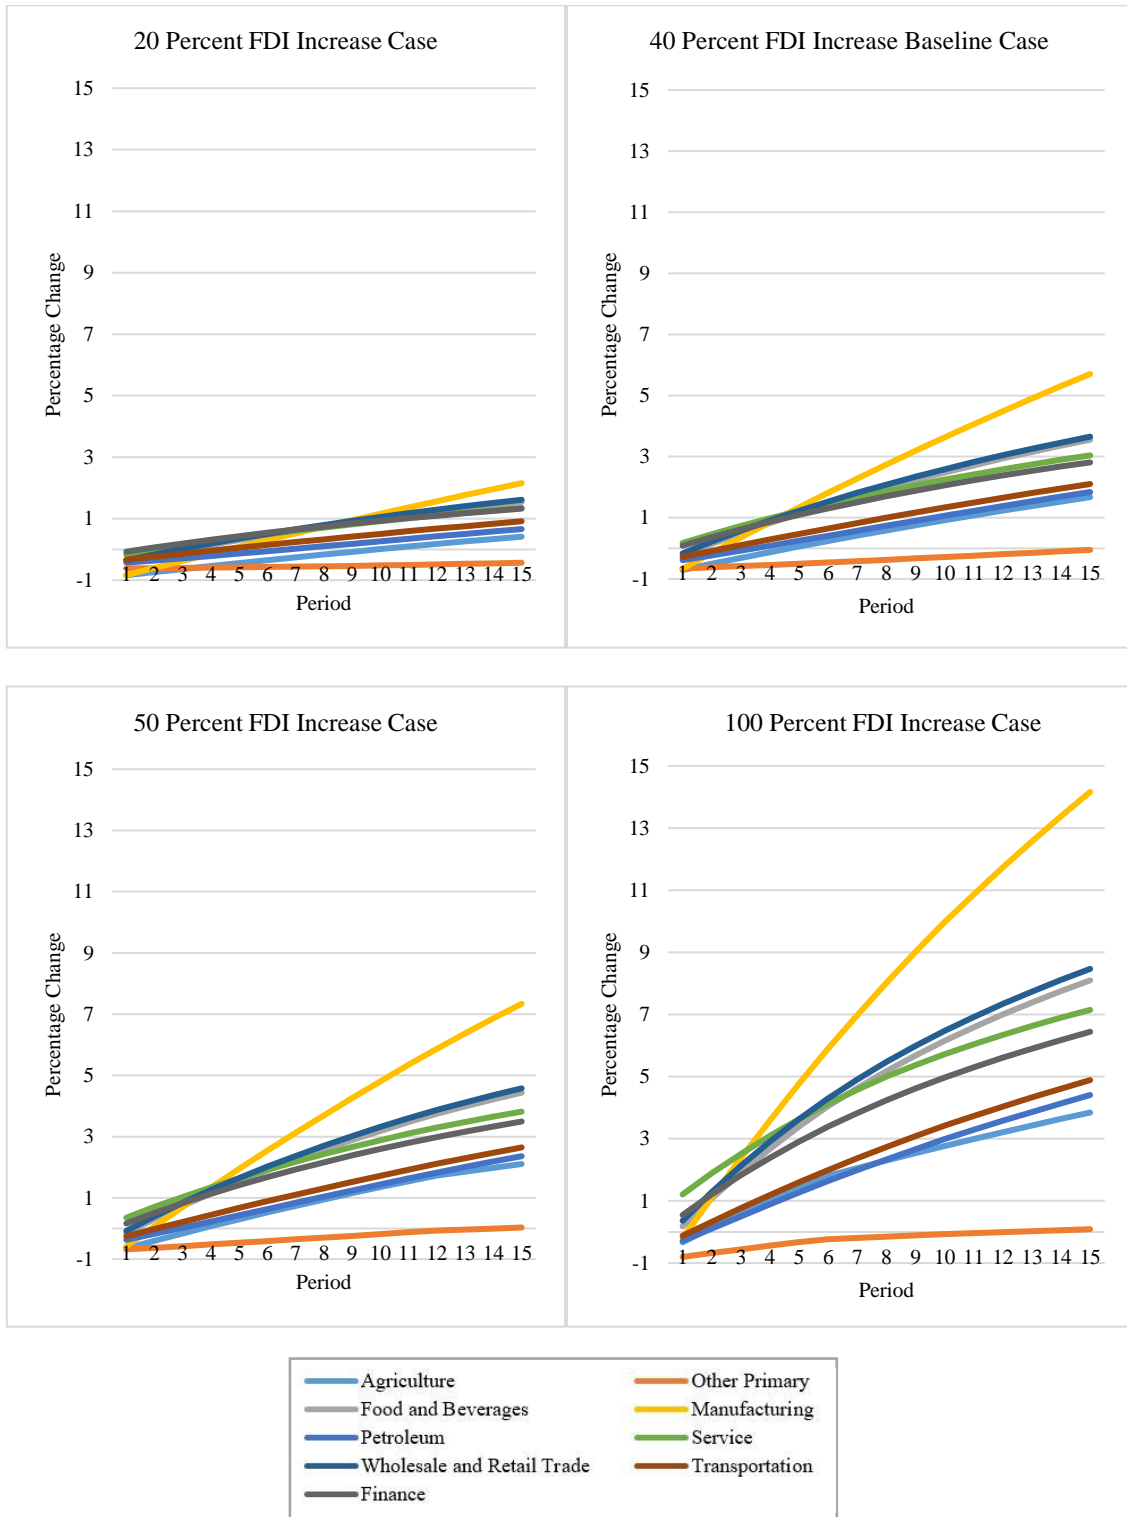 20 Percent FDI Increase Case
15
13
11
9
7
5
3
1
-1
Percentage Change
1 2 3 4 5 6 7 8 9 10 11 12 13 14 15
Period
40 Percent FDI Increase Baseline Case
15
13
11
9
7
5
3
1
-1
Percentage Change
1 2 3 4 5 6 7 8 9 10 11 12 13 14 15
Period
50 Percent FDI Increase Case
15
13
11
9
7
5
3
1
-1
Percentage Change
1 2 3 4 5 6 7 8 9 10 11 12 13 14 15
Period
100 Percent FDI Increase Case
15
13
11
9
7
5
3
1
-1
Percentage Change
1 2 3 4 5 6 7 8 9 10 11 12 13 14 15
Period
Agriculture
Other Primary
Food and Beverages
Manufacturing
Petroleum
Service
Wholesale and Retail Trade
Transportation
Finance